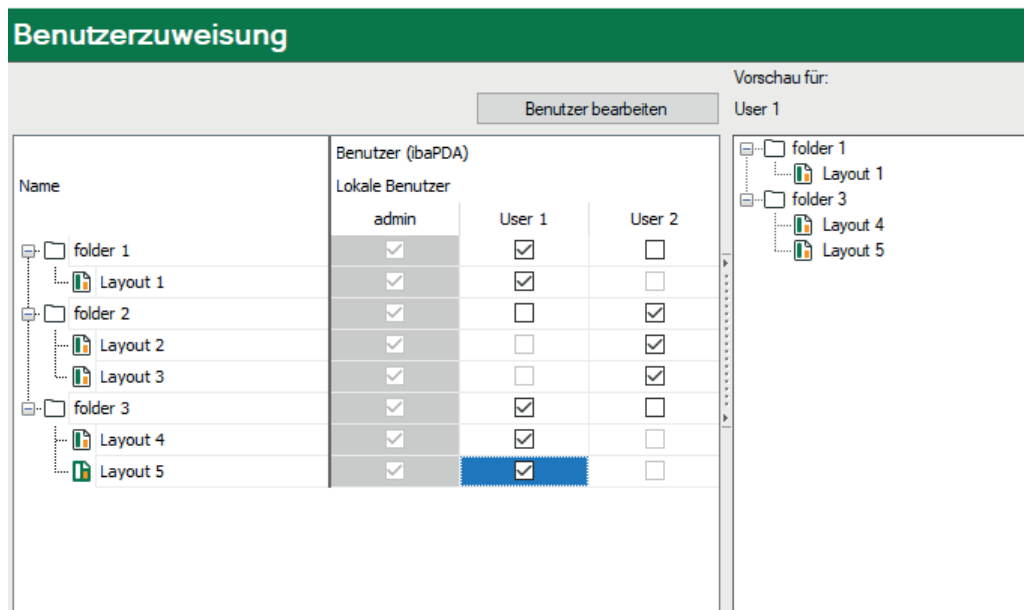 Benutzerzuweisung
Vorschau für:
Benutzer bearbeiten
User 1
Name
Benutzer (ibaPDA)
Lokale Benutzer
admin User 1 User 2
folder 1
Layout 1
folder 2
Layout 2
Layout 3
folder 3
Layout 4
Layout 5
folder 1
Layout 1
folder 3
Layout 4
Layout 5